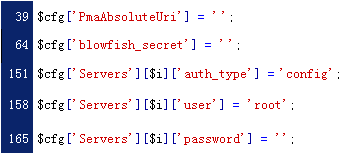 39 $cfg['PmaAbsoluteUri'] = '';
64 $cfg['blowfish_secret'] = '';
151 $cfg['Servers'][$i]['auth_type'] = 'config';
158 $cfg['Servers'][$i]['user'] = 'root';
165 $cfg['Servers'][$i]['password'] = '';